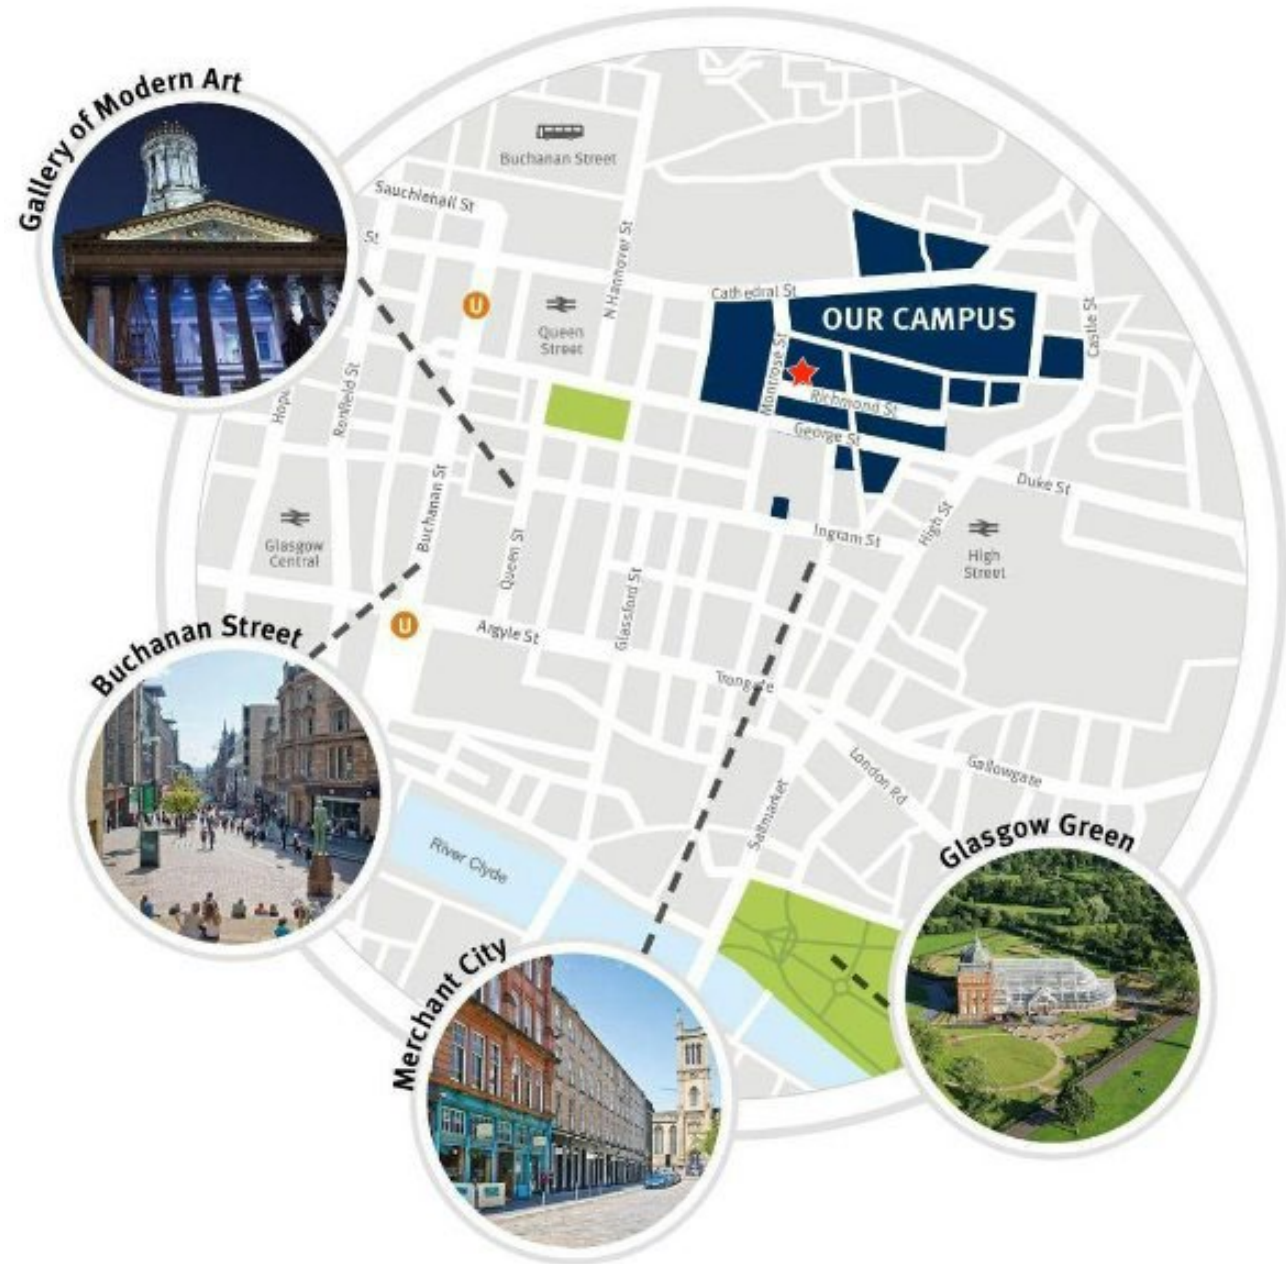 Gallery of Modern Art
Buchanan Street
Sauchiehall St
St
N Hannover St
Cathedral St
OUR CAMPUS
Castle St
U
Queen
Street
Montrose St
Richmond St
George St
Renfield St
Duke St
Buchanan St
High St
Ingram St
Queen St
Glasgow
Central
High
Street
Glassford St
U
Argyle St
Buchanan Street
Trongate
London Rd
Gallowgate
Saltmarket
River Clyde
Glasgow Green
Merchant City